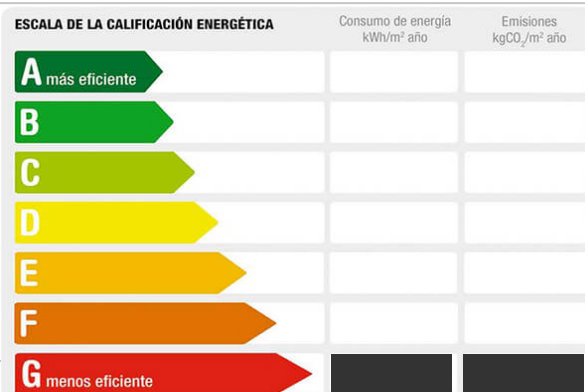 ESCALA DE LA CALIFICACIÓN ENERGÉTICA
Consumo de energía
kWh/m² año
Emisiones
kgCO₂/m² año
A más eficiente
B
C
D
E
F
G menos eficiente